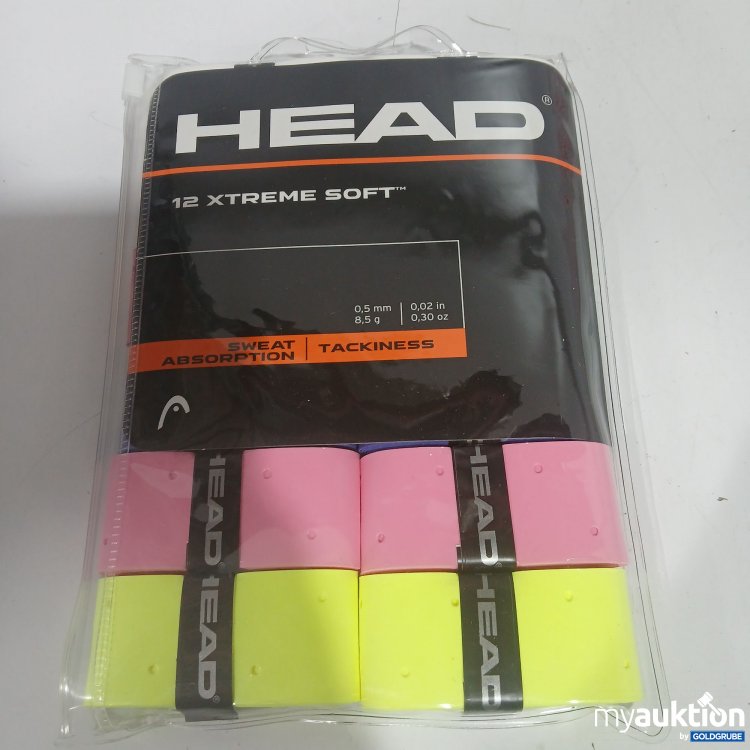 HEAD®
12 XTREME SOFT™
0,5 mm | 0,02 in
8,5 g | 0,30 oz
SWEAT ABSORPTION | TACKINESS
HEAD
HEAD
HEAD
HEAD
myauktion
by GOLDGRUBE